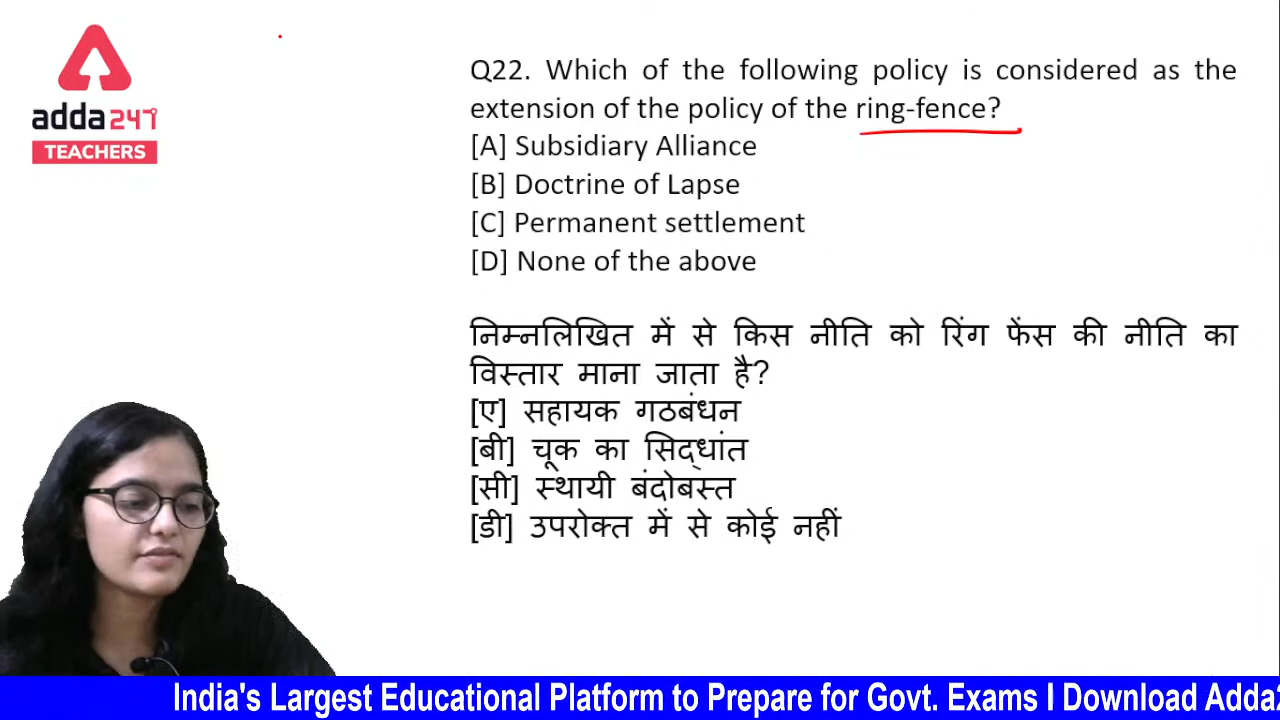 adda247
TEACHERS
Q22. Which of the following policy is considered as the
extension of the policy of the ring-fence?
[A] Subsidiary Alliance
[B] Doctrine of Lapse
[C] Permanent settlement
[D] None of the above
निम्नलिखित में से किस नीति को रिंग फेंस की नीति का
विस्तार माना जाता है?
[ए] सहायक गठबंधन
[बी] चूक का सिद्धांत
[सी] स्थायी बंदोबस्त
[डी] उपरोक्त में से कोई नहीं
India's Largest Educational Platform to Prepare for Govt. Exams I Download Adda2